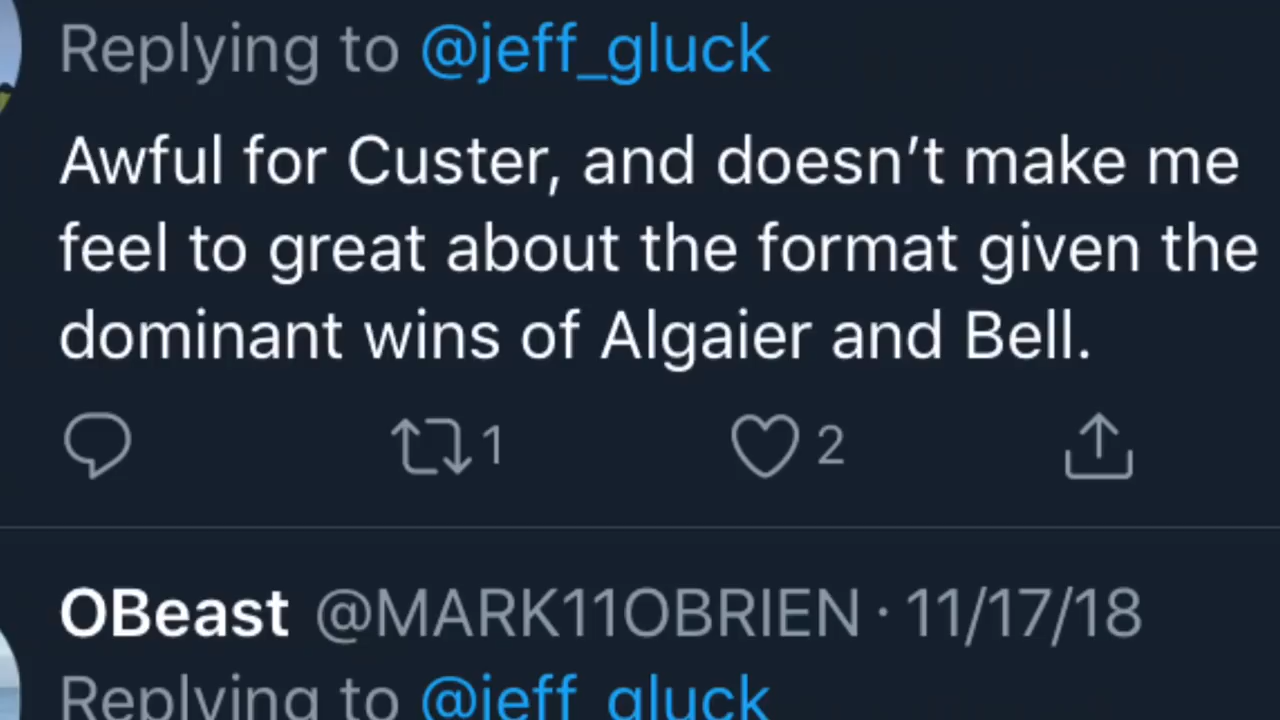 Replying to @jeff_gluck
Awful for Custer, and doesn’t make me
feel to great about the format given the
dominant wins of Algaier and Bell.
1 2
OBeast @MARK11OBRIEN · 11/17/18
Replying to @jeff_gluck